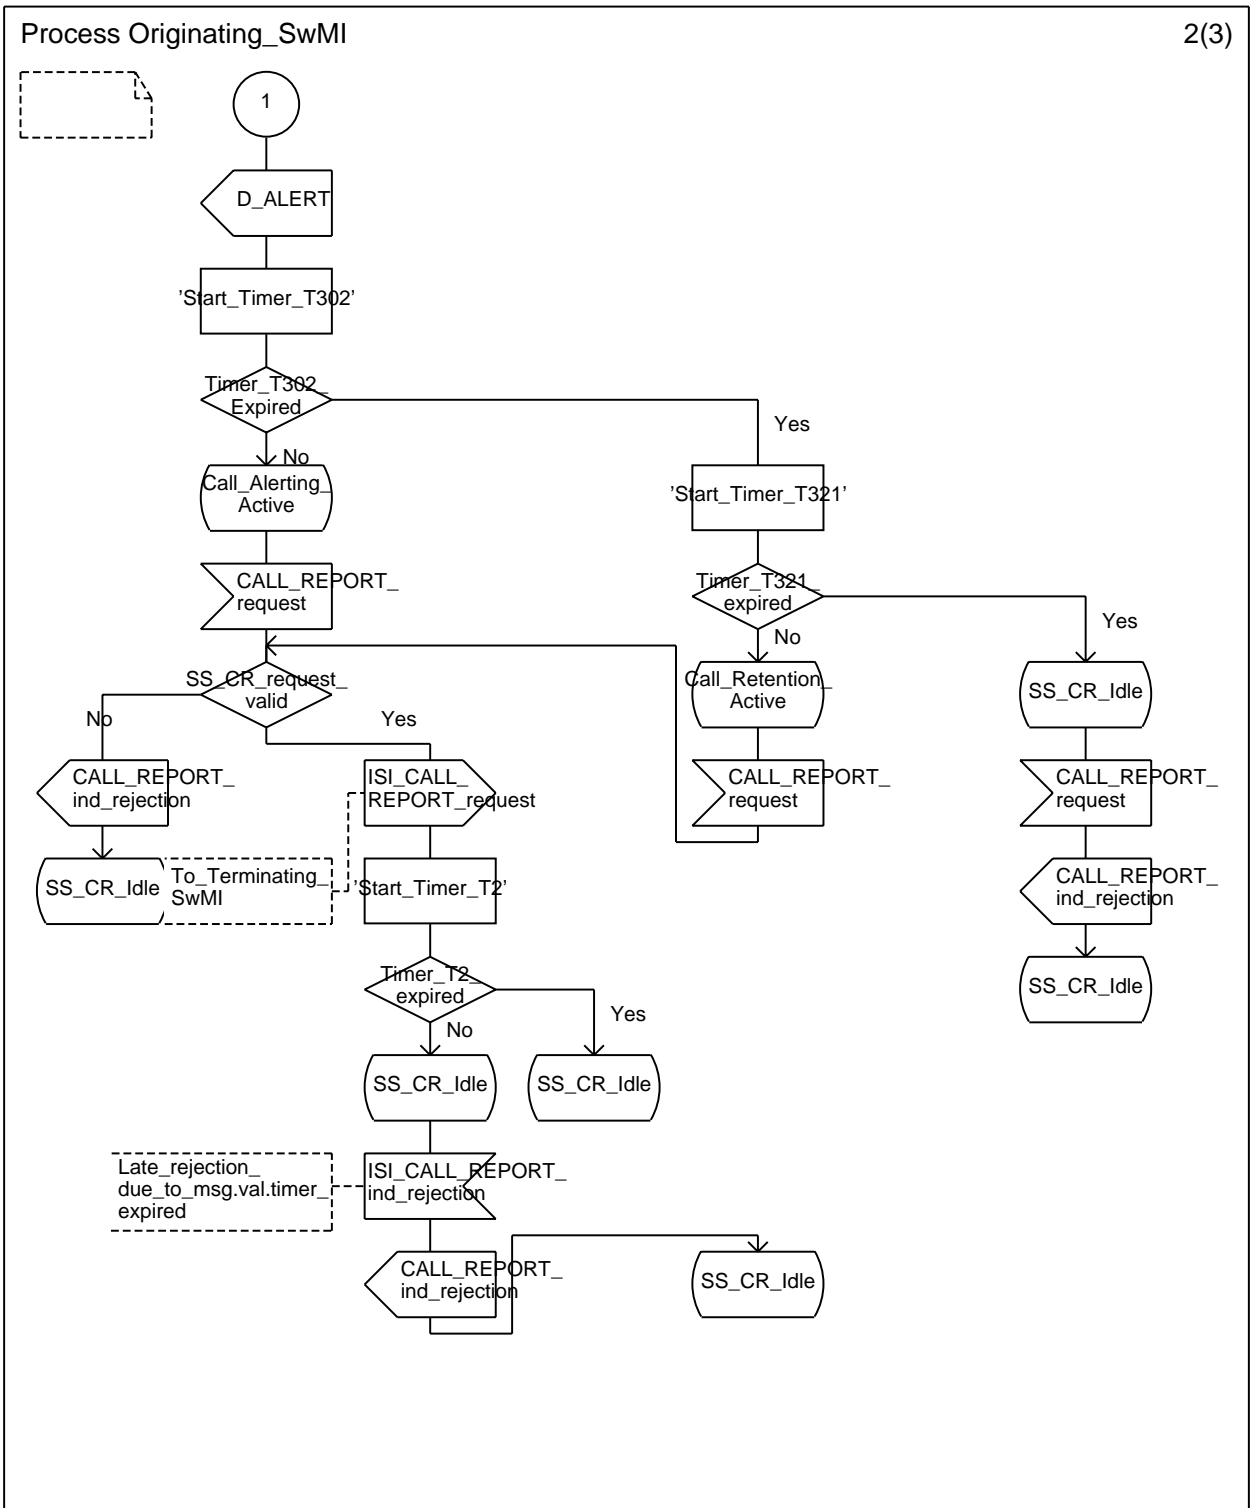 Process Originating_SwMI
2(3)
1
D_ALERT
'Start_Timer_T302'
Timer_T302_
Expired
Yes
No
Call_Alerting_
Active
'Start_Timer_T321'
CALL_REPORT_
request
Timer_T321_
expired
Yes
No
SS_CR_request_
valid
Call_Retention_
Active
SS_CR_Idle
No
Yes
CALL_REPORT_
ind_rejection
ISI_CALL_
REPORT_request
CALL_REPORT_
request
CALL_REPORT_
request
SS_CR_Idle
To_Terminating_
SwMI
'Start_Timer_T2'
CALL_REPORT_
ind_rejection
Timer_T2_
expired
SS_CR_Idle
Yes
No
SS_CR_Idle
SS_CR_Idle
Late_rejection_
due_to_msg.val.timer_
expired
ISI_CALL_REPORT_
ind_rejection
CALL_REPORT_
ind_rejection
SS_CR_Idle